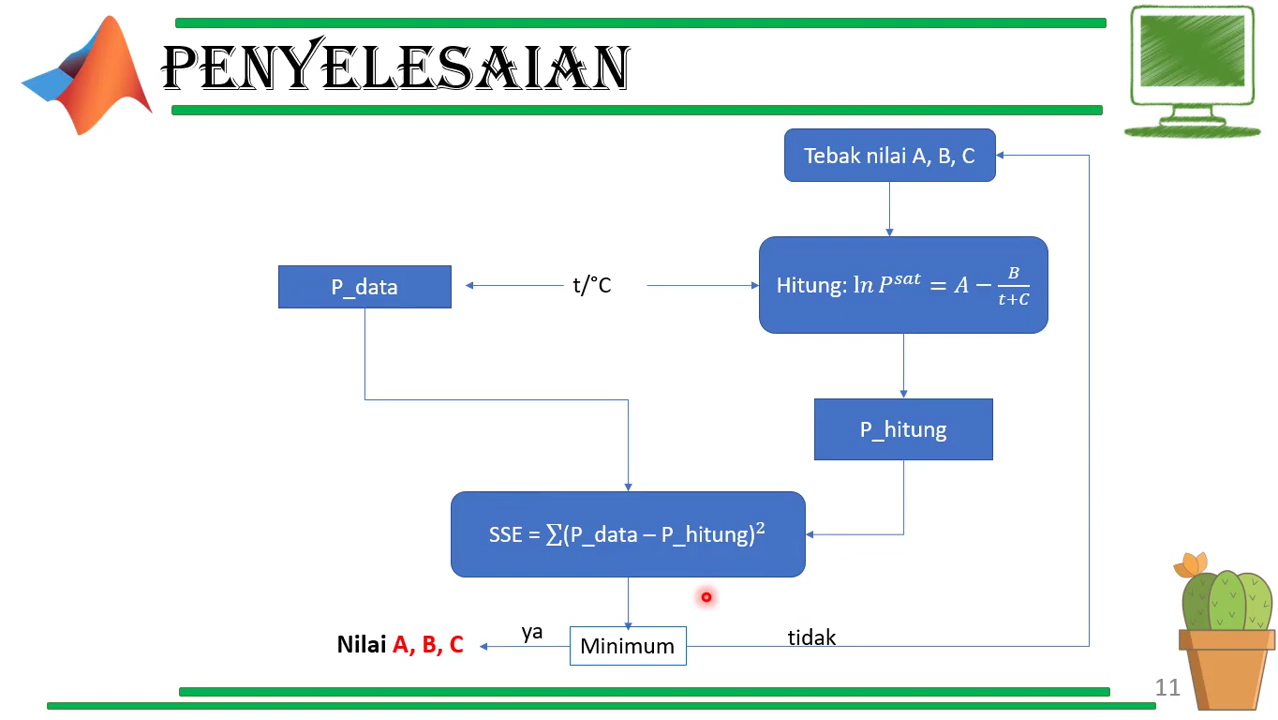 PENYELESAIAN
Tebak nilai A, B, C
P_data
t/°C
Hitung: ln P^sat = A − B/(t+C)
P_hitung
SSE = ∑(P_data – P_hitung)²
Nilai A, B, C
ya
Minimum
tidak
11